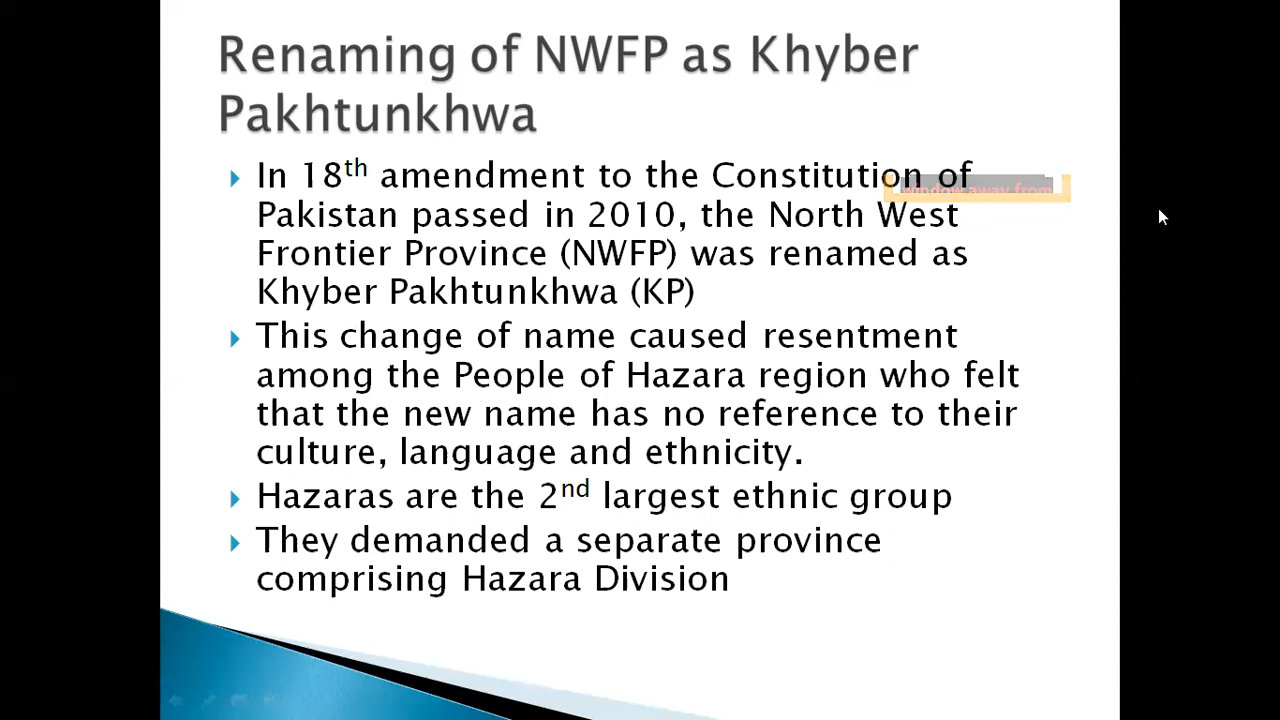 Renaming of NWFP as Khyber
Pakhtunkhwa
In 18th amendment to the Constitution of
Pakistan passed in 2010, the North West
Frontier Province (NWFP) was renamed as
Khyber Pakhtunkhwa (KP)
This change of name caused resentment
among the People of Hazara region who felt
that the new name has no reference to their
culture, language and ethnicity.
Hazaras are the 2nd largest ethnic group
They demanded a separate province
comprising Hazara Division
window away from